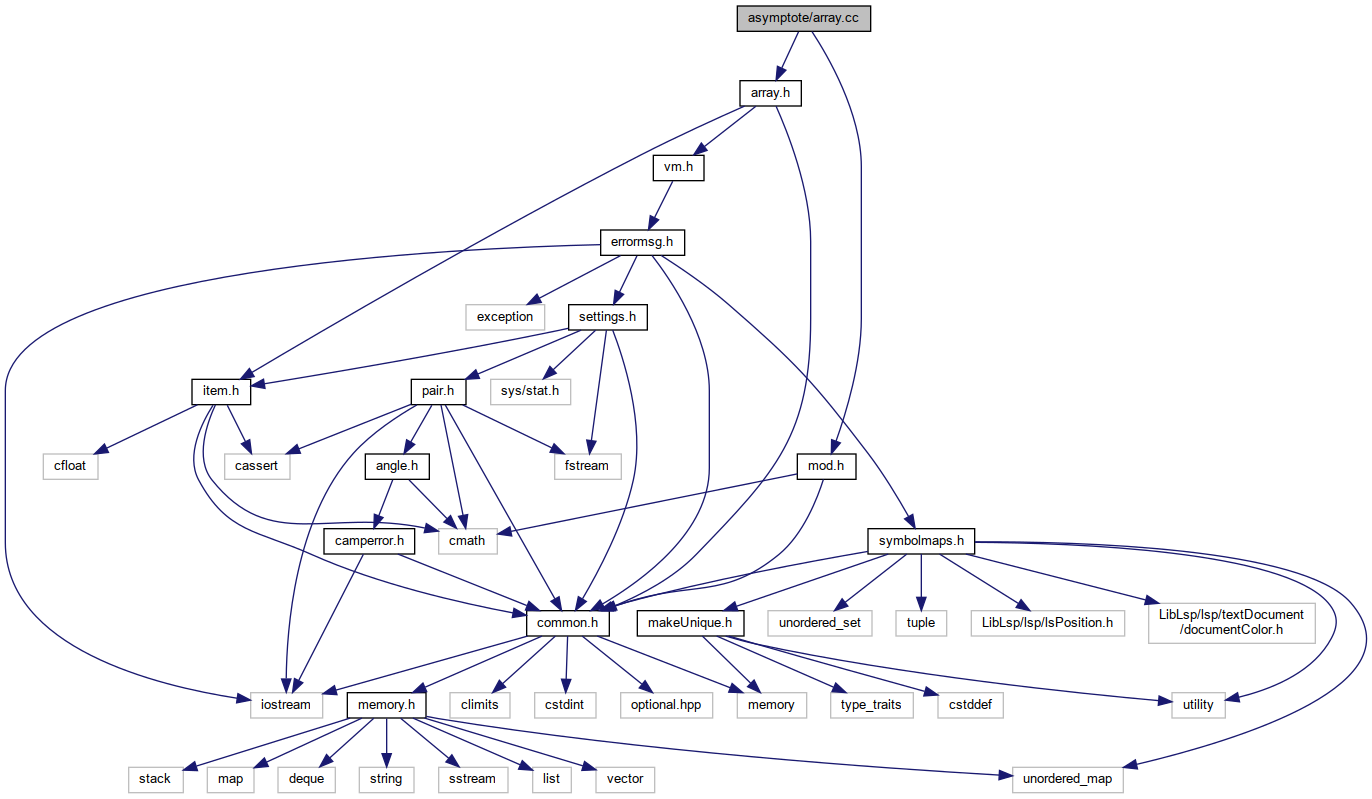 asymptote/array.cc
array.h
vm.h
errormsg.h
exception
settings.h
item.h
pair.h
sys/stat.h
cfloat
cassert
angle.h
fstream
mod.h
camperror.h
cmath
symbolmaps.h
common.h
makeUnique.h
unordered_set
tuple
LibLsp/lsp/lsPosition.h
LibLsp/lsp/textDocument
/documentColor.h
iostream
memory.h
climits
cstdint
optional.hpp
memory
type_traits
cstddef
utility
stack
map
deque
string
sstream
list
vector
unordered_map